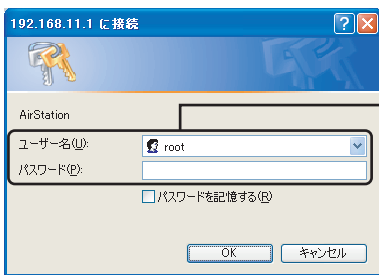 192.168.11.1 に接続
AirStation
ユーザー名(U):
root
パスワード(P):
パスワードを記憶する(R)
OK
キャンセル